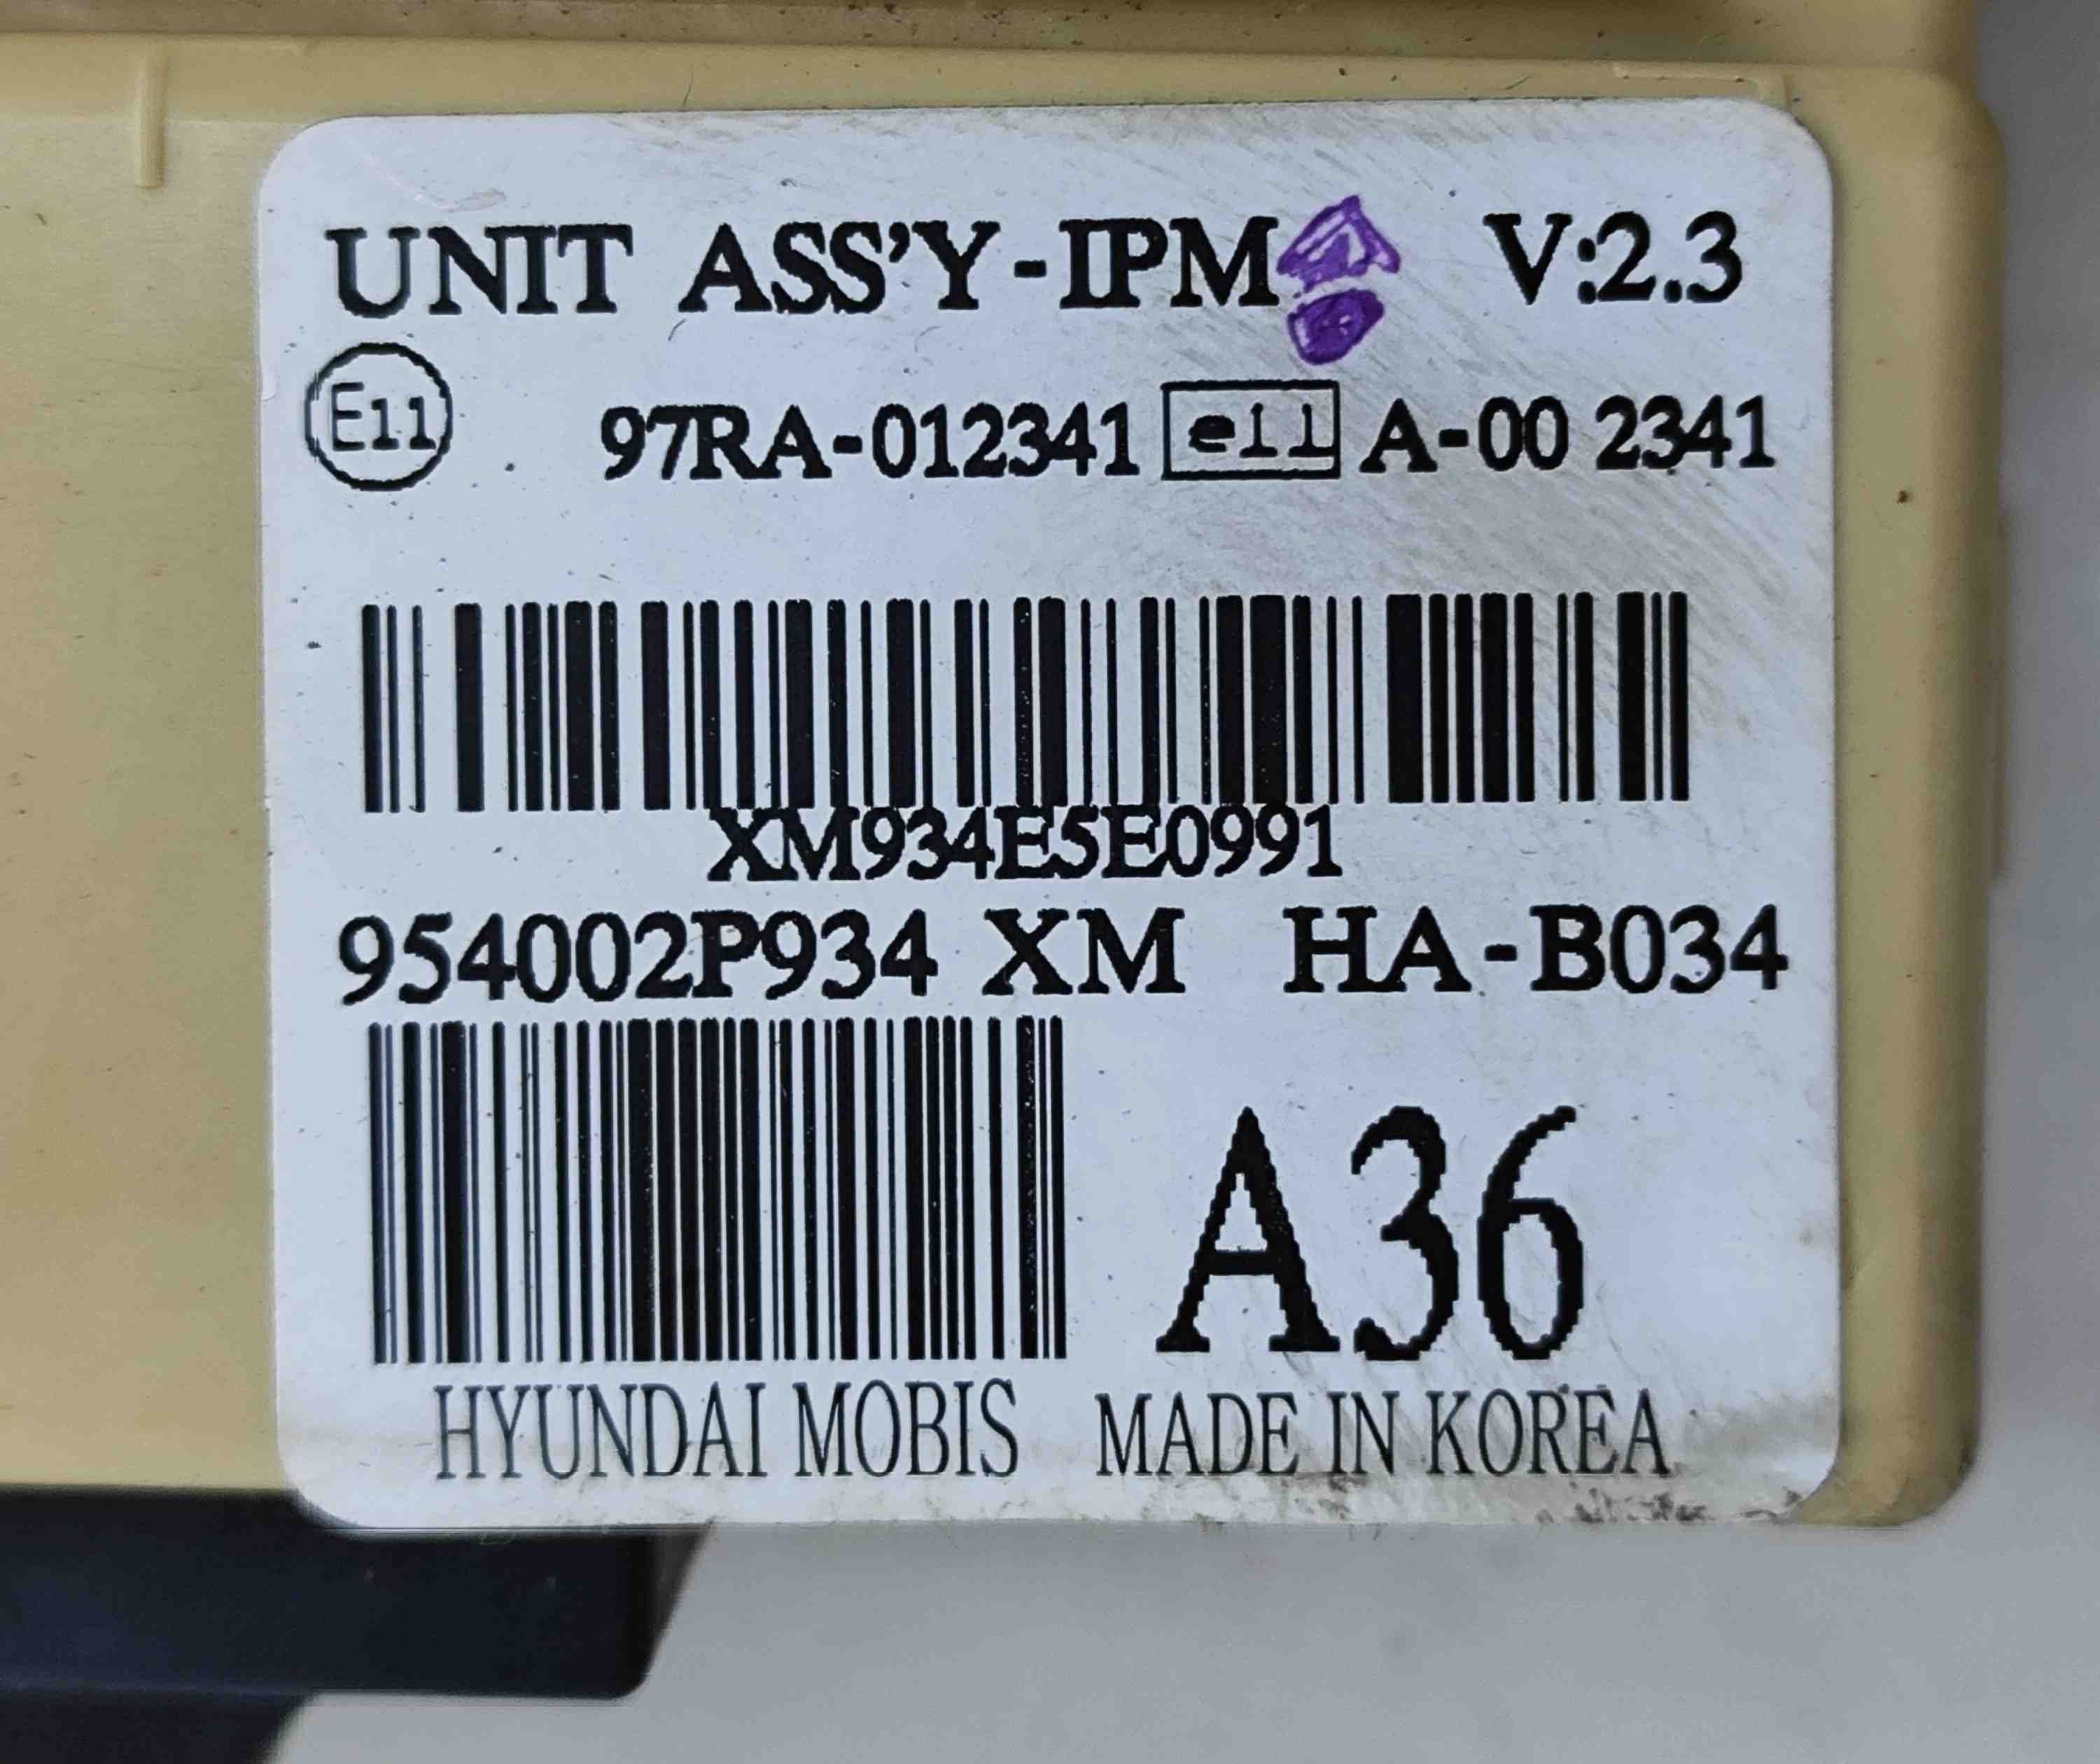 UNIT ASS'Y-IPM V:2.3
E11 97RA-012341 e11 A-00 2341
XM934E5E0991
954002P934 XM HA-B034
A36
HYUNDAI MOBIS MADE IN KOREA